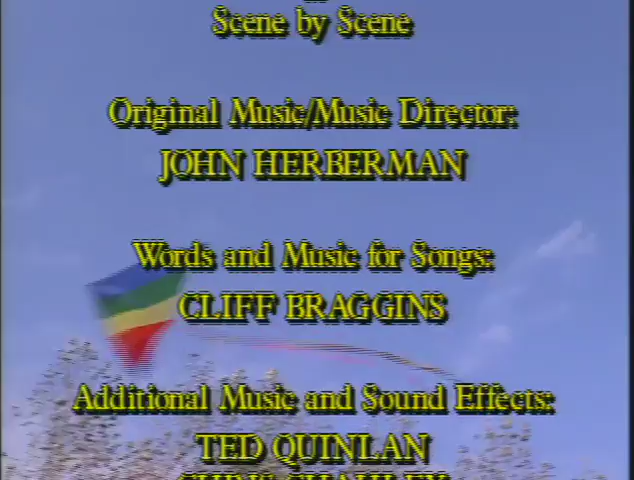 Scene by Scene
Original Music/Music Director:
JOHN HERBERMAN
Words and Music for Songs:
CLIFF BRAGGINS
Additional Music and Sound Effects:
TED QUINLAN